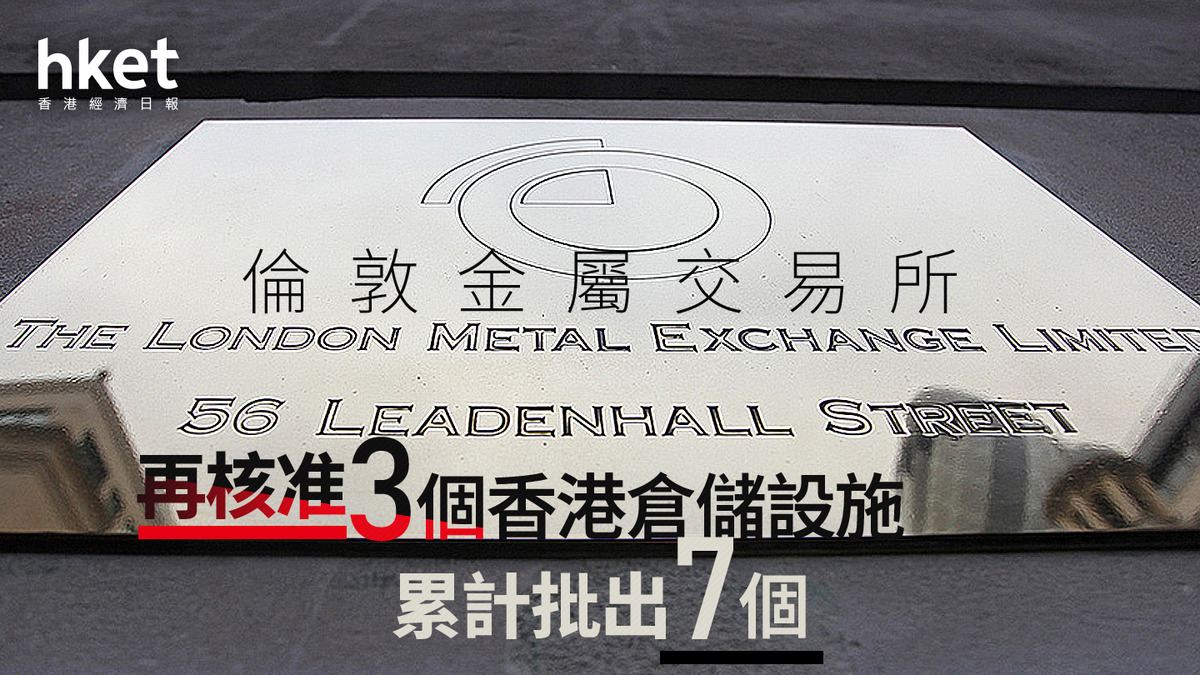 hket
香港經濟日報
倫敦金屬交易所
THE LONDON METAL EXCHANGE LIMITED
56 LEADENHALL STREET
再核准3個香港倉儲設施
累計批出7個